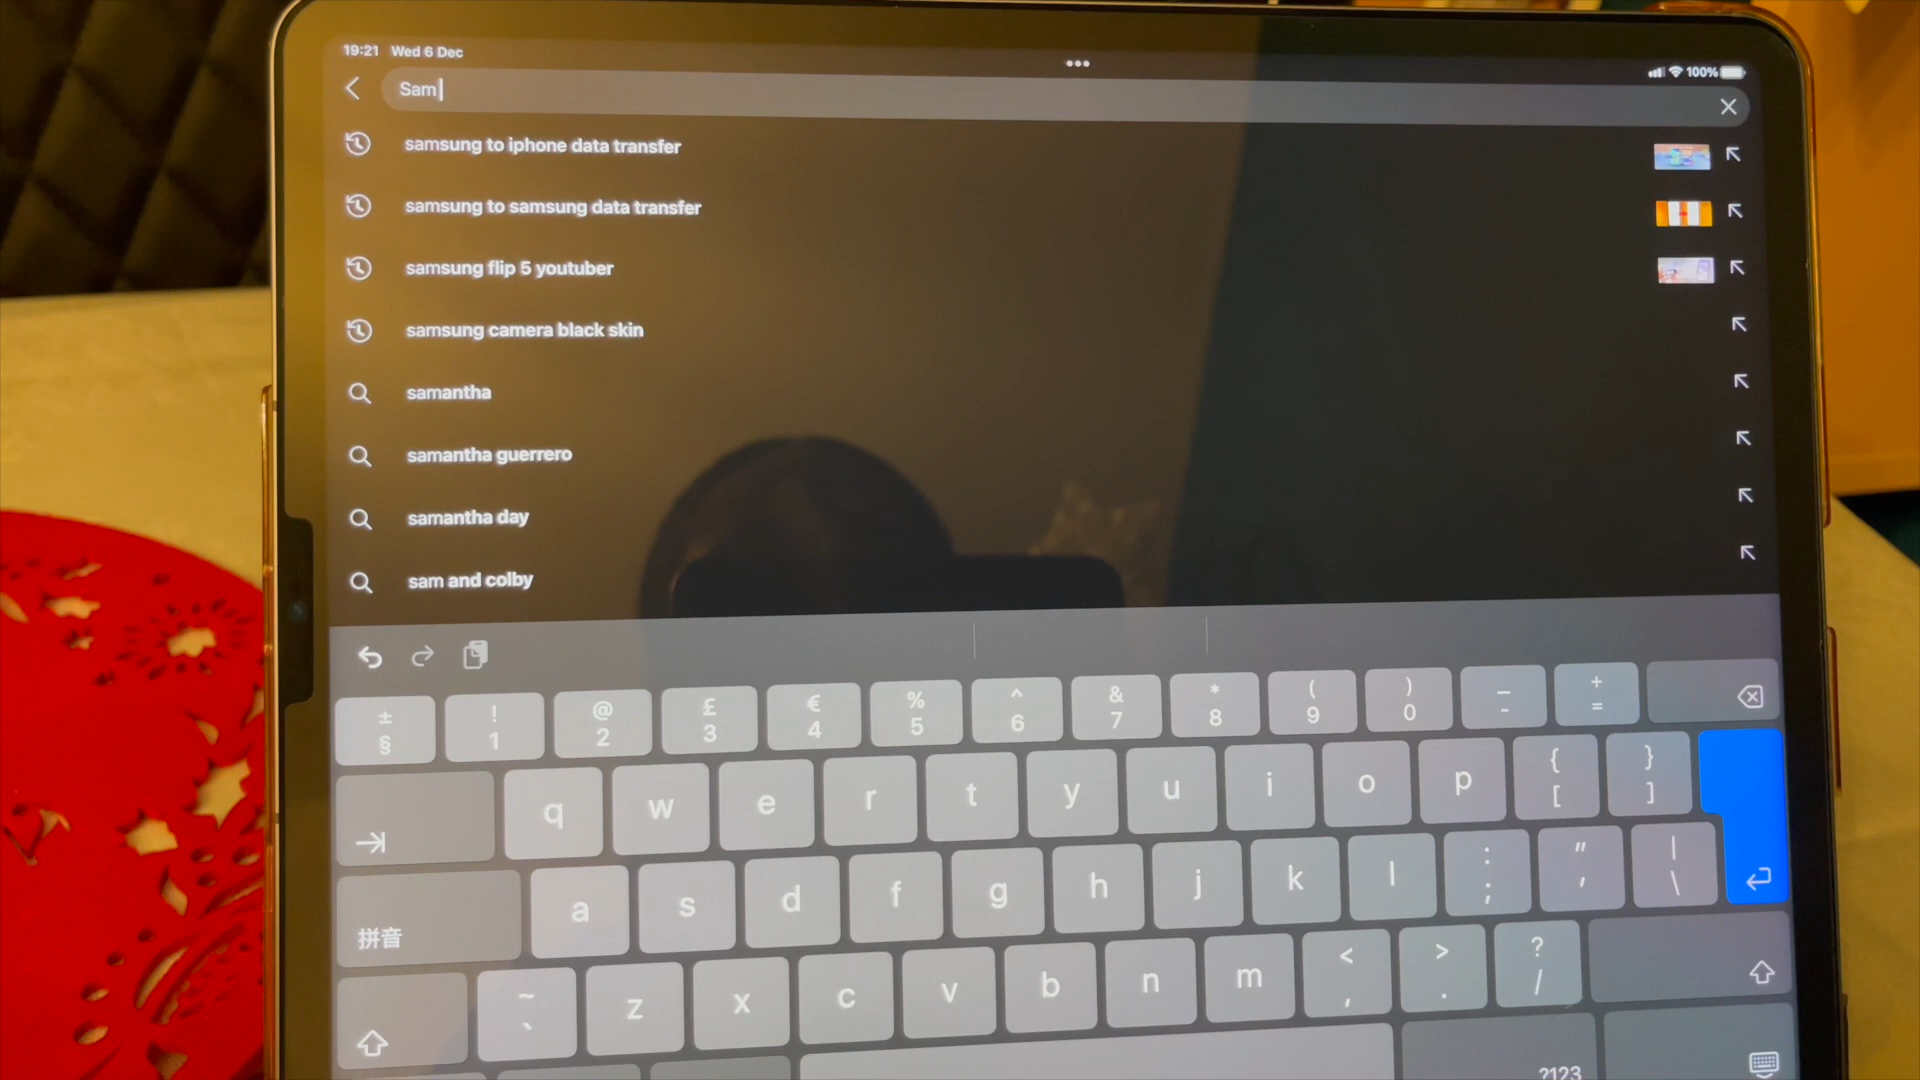 19:21 Wed 6 Dec
100%
Sam
samsung to iphone data transfer
samsung to samsung data transfer
samsung flip 5 youtuber
samsung camera black skin
samantha
samantha guerrero
samantha day
sam and colby
± ! @ £ € % ^ & * ( ) _ +
§ 1 2 3 4 5 6 7 8 9 0 - =
q w e r t y u i o p { [ } ]
拼音 a s d f g h j k l : ; " ' | \
~ ` z x c v b n m < , > . ? /
.?123